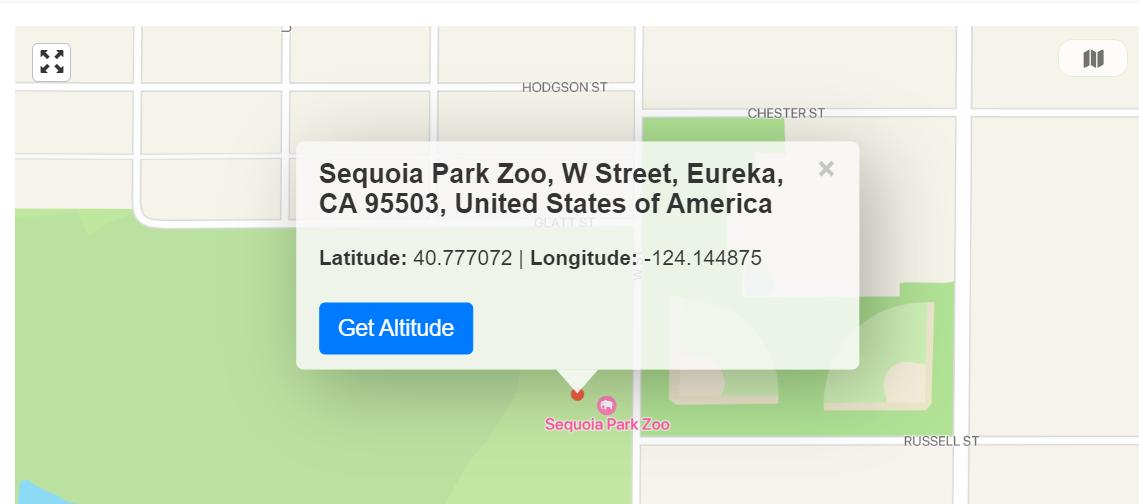 HODGSON ST
CHESTER ST
Sequoia Park Zoo, W Street, Eureka,
CA 95503, United States of America
GLATT ST
Latitude: 40.777072 | Longitude: -124.144875
W
Get Altitude
Sequoia Park Zoo
RUSSELL ST